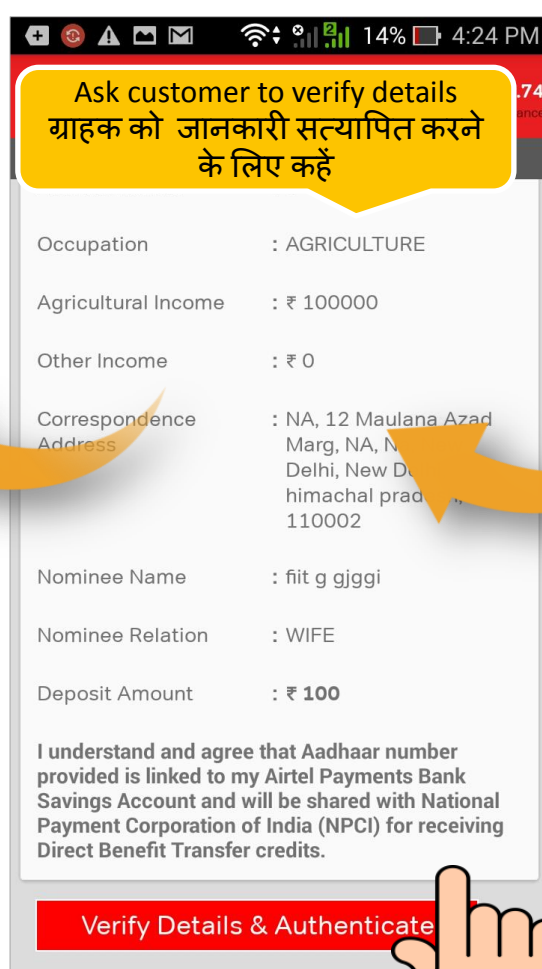 14% 4:24 PM
Ask customer to verify details
ग्राहक को जानकारी सत्यापित करने
के लिए कहें
.74
Occupation : AGRICULTURE
Agricultural Income : ₹ 100000
Other Income : ₹ 0
Correspondence : NA, 12 Maulana Azad
Address Marg, NA, N
Delhi, New D
himachal prad
110002
Nominee Name : fiit g gjggi
Nominee Relation : WIFE
Deposit Amount : ₹ 100
I understand and agree that Aadhaar number
provided is linked to my Airtel Payments Bank
Savings Account and will be shared with National
Payment Corporation of India (NPCI) for receiving
Direct Benefit Transfer credits.
Verify Details & Authenticate